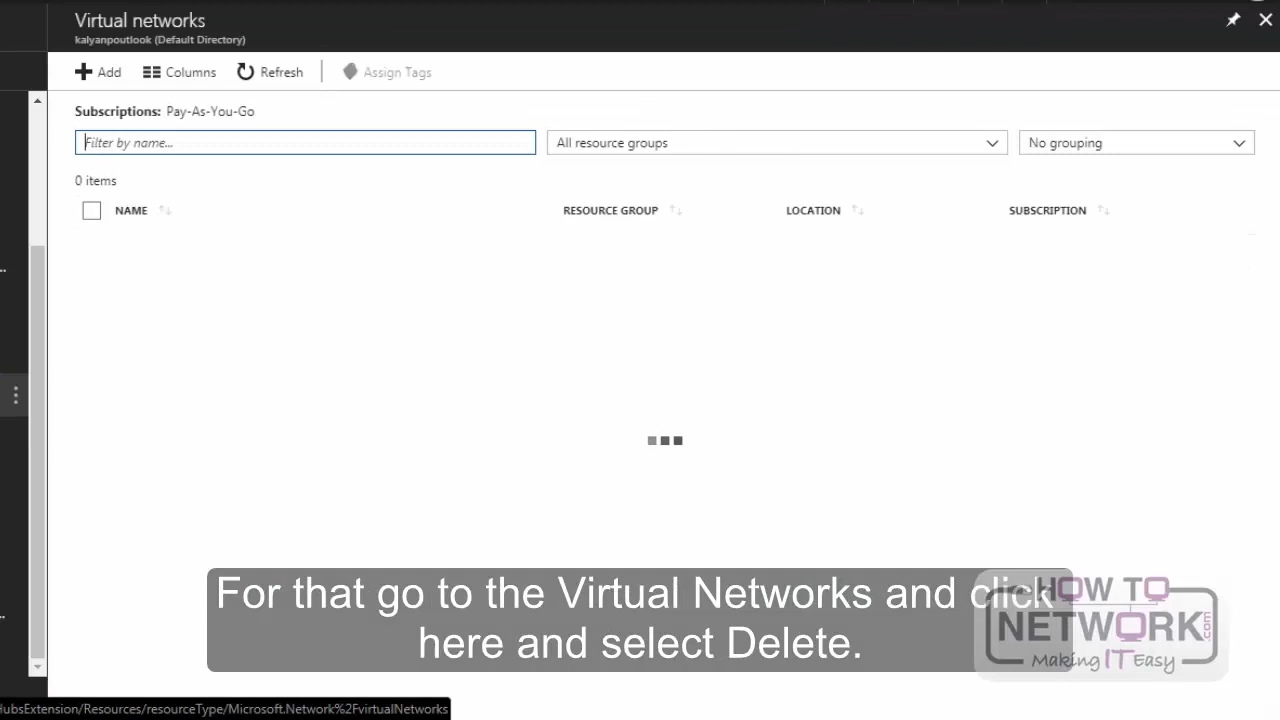 Virtual networks
kalyanpoutlook (Default Directory)
Add Columns Refresh Assign Tags
Subscriptions: Pay-As-You-Go
Filter by name... All resource groups No grouping
0 items
NAME RESOURCE GROUP LOCATION SUBSCRIPTION
For that go to the Virtual Networks and click
here and select Delete.
HOW TO
NETWORK.com
Making IT Easy
HubsExtension/Resources/resourceType/Microsoft.Network%2FvirtualNetworks